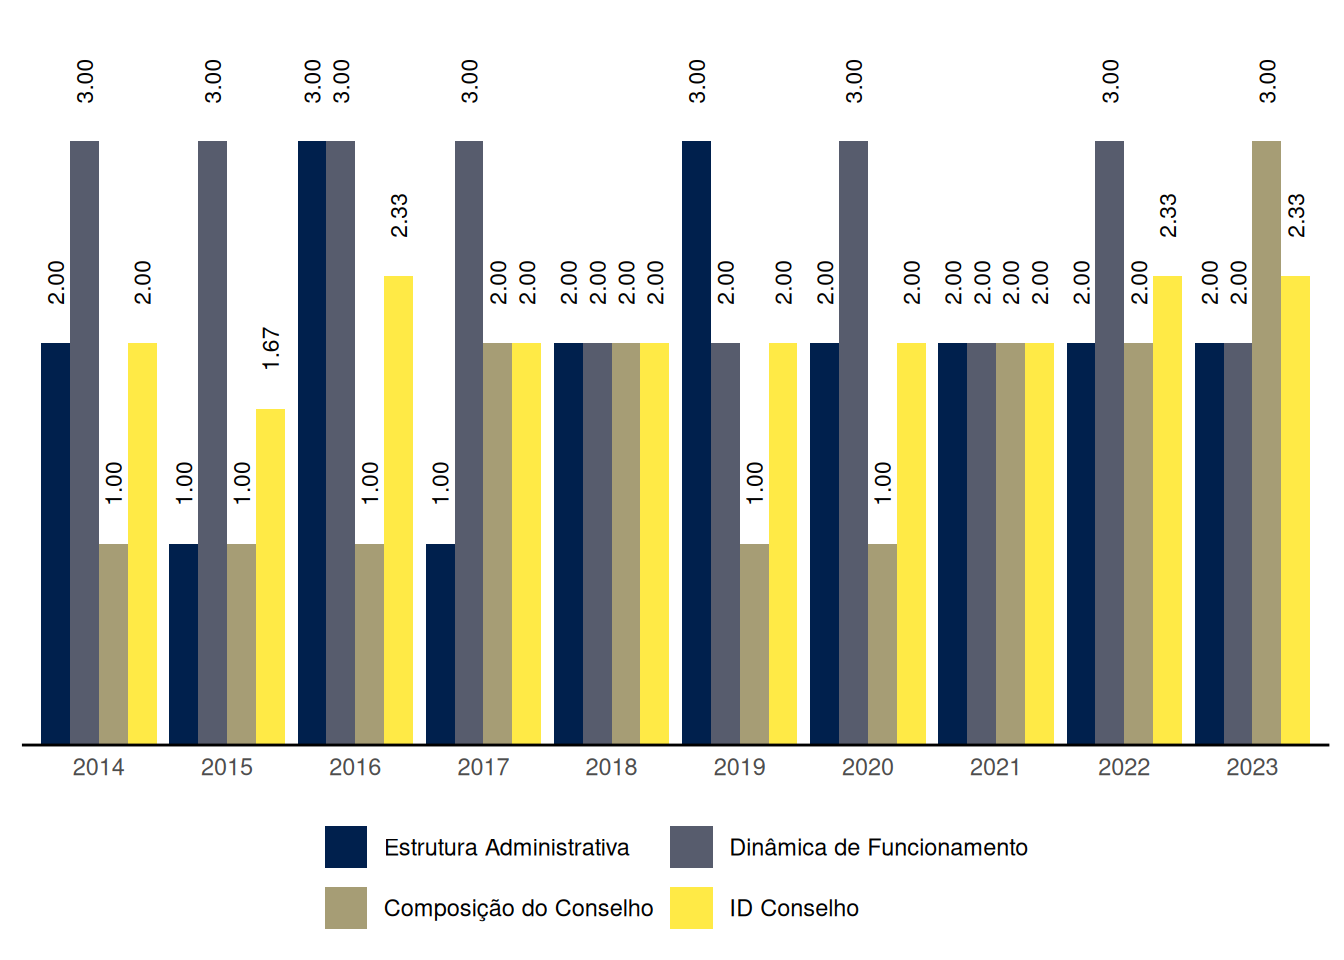 3.00 3.00 3.00 3.00 3.00 3.00 3.00 3.00 3.00
2.33 2.33 2.33
2.00 2.00 2.00 2.00 2.00 2.00 2.00 2.00 2.00 2.00 2.00 2.00 2.00 2.00 2.00 2.00 2.00 2.00 2.00 2.00
1.67
1.00 1.00 1.00 1.00 1.00 1.00 1.00
2014 2015 2016 2017 2018 2019 2020 2021 2022 2023
Estrutura Administrativa Dinâmica de Funcionamento
Composição do Conselho ID Conselho